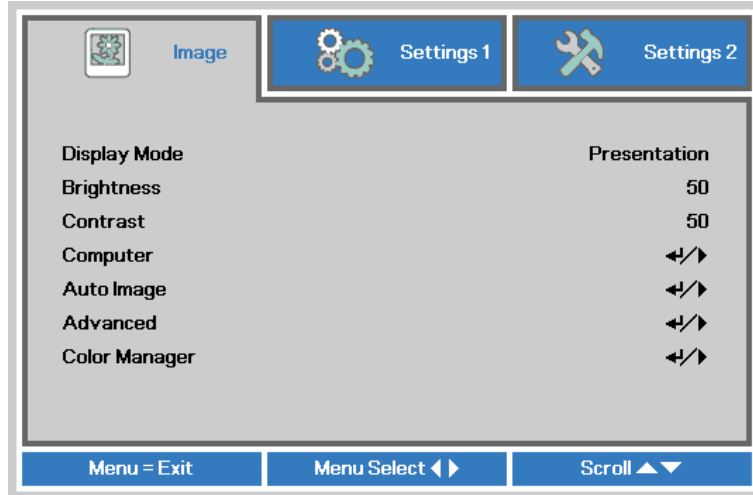 Image Settings 1 Settings 2
Display Mode Presentation
Brightness 50
Contrast 50
Computer
Auto Image
Advanced
Color Manager
Menu = Exit Menu Select Scroll